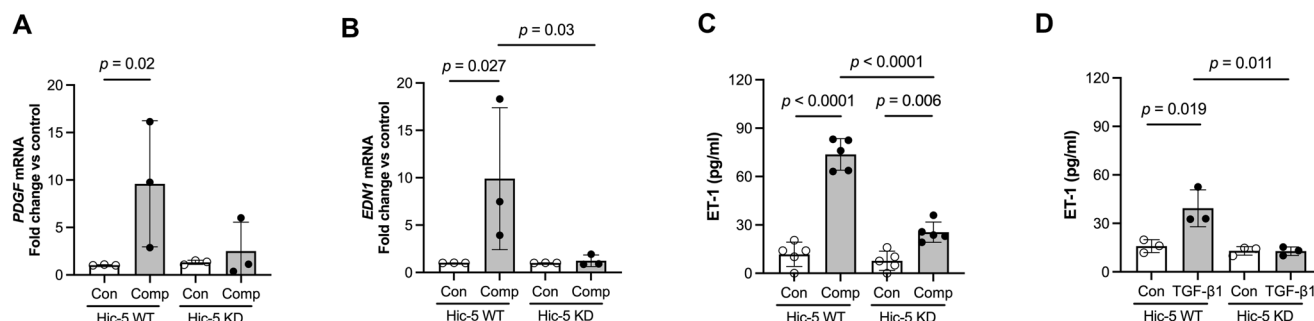 A
PDGF mRNA
Fold change vs control
20
15
10
5
0
p = 0.02
Con Comp Con Comp
Hic-5 WT Hic-5 KD
B
EDN1 mRNA
Fold change vs control
20
15
10
5
0
p = 0.03
p = 0.027
Con Comp Con Comp
Hic-5 WT Hic-5 KD
C
ET-1 (pg/ml)
120
90
60
30
0
p < 0.0001
p < 0.0001 p = 0.006
Con Comp Con Comp
Hic-5 WT Hic-5 KD
D
ET-1 (pg/ml)
120
90
60
30
0
p = 0.011
p = 0.019
Con TGF-β1 Con TGF-β1
Hic-5 WT Hic-5 KD